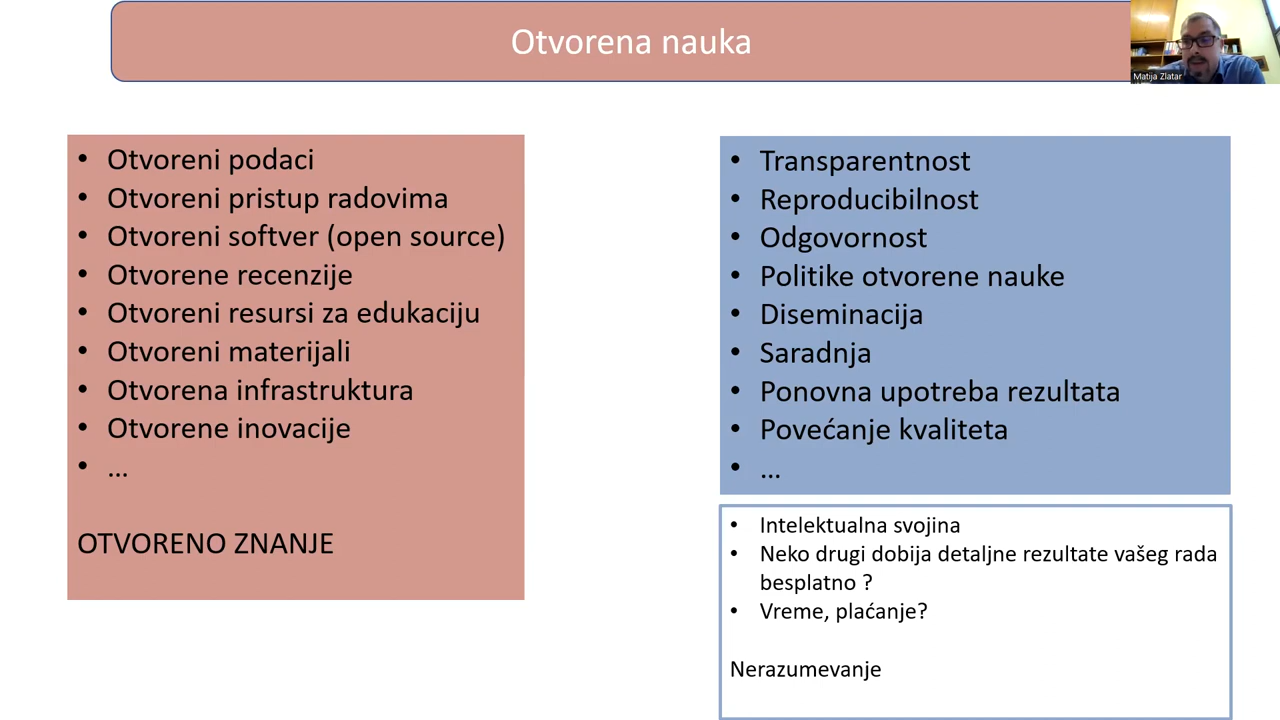 Otvorena nauka
Matija Zlatar
• Otvoreni podaci
• Otvoreni pristup radovima
• Otvoreni softver (open source)
• Otvorene recenzije
• Otvoreni resursi za edukaciju
• Otvoreni materijali
• Otvorena infrastruktura
• Otvorene inovacije
• ...
OTVORENO ZNANJE
• Transparentnost
• Reproducibilnost
• Odgovornost
• Politike otvorene nauke
• Diseminacija
• Saradnja
• Ponovna upotreba rezultata
• Povećanje kvaliteta
• ...
• Intelektualna svojina
• Neko drugi dobija detaljne rezultate vašeg rada
besplatno ?
• Vreme, plaćanje?
Nerazumevanje